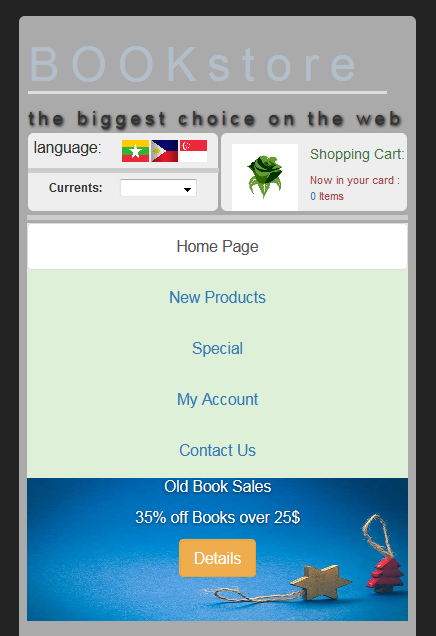 BOOKstore
the biggest choice on the web
language:
Currents:
Shopping Cart:
Now in your card :
0 Items
Home Page
New Products
Special
My Account
Contact Us
Old Book Sales
35% off Books over 25$
Details